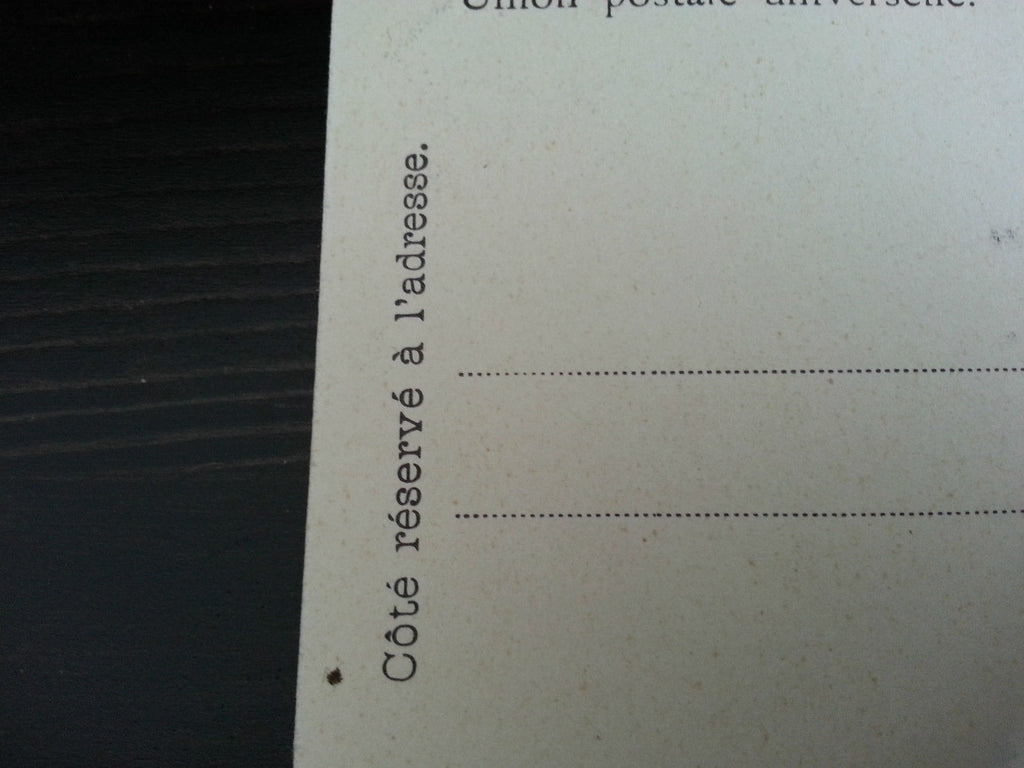 Union postale universelle.
Côté réservé à l'adresse.